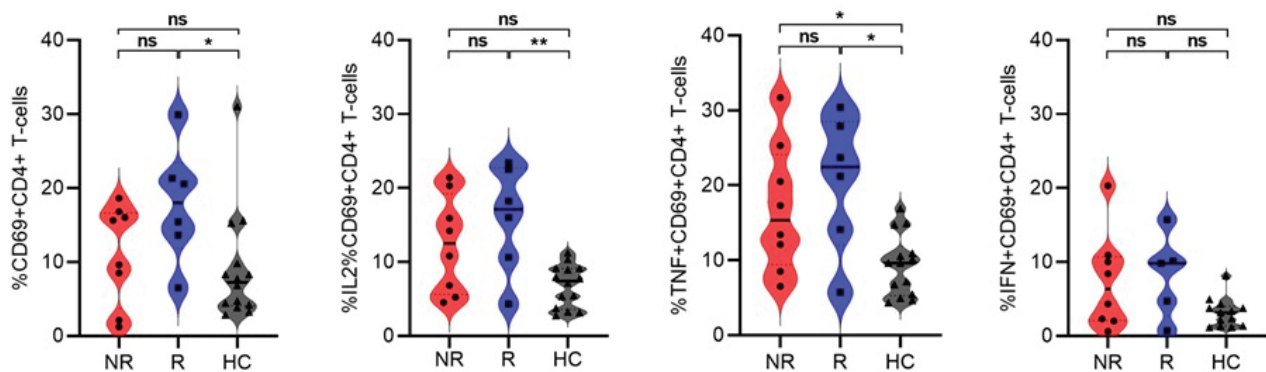 ns
ns *
%CD69+CD4+ T-cells
40
30
20
10
0
NR R HC
ns
ns **
%IL2%CD69+CD4+ T-cells
40
30
20
10
0
NR R HC
*
ns *
%TNF+CD69+CD4+ T-cells
40
30
20
10
0
NR R HC
ns
ns ns
%IFN+CD69+CD4+ T-cells
40
30
20
10
0
NR R HC